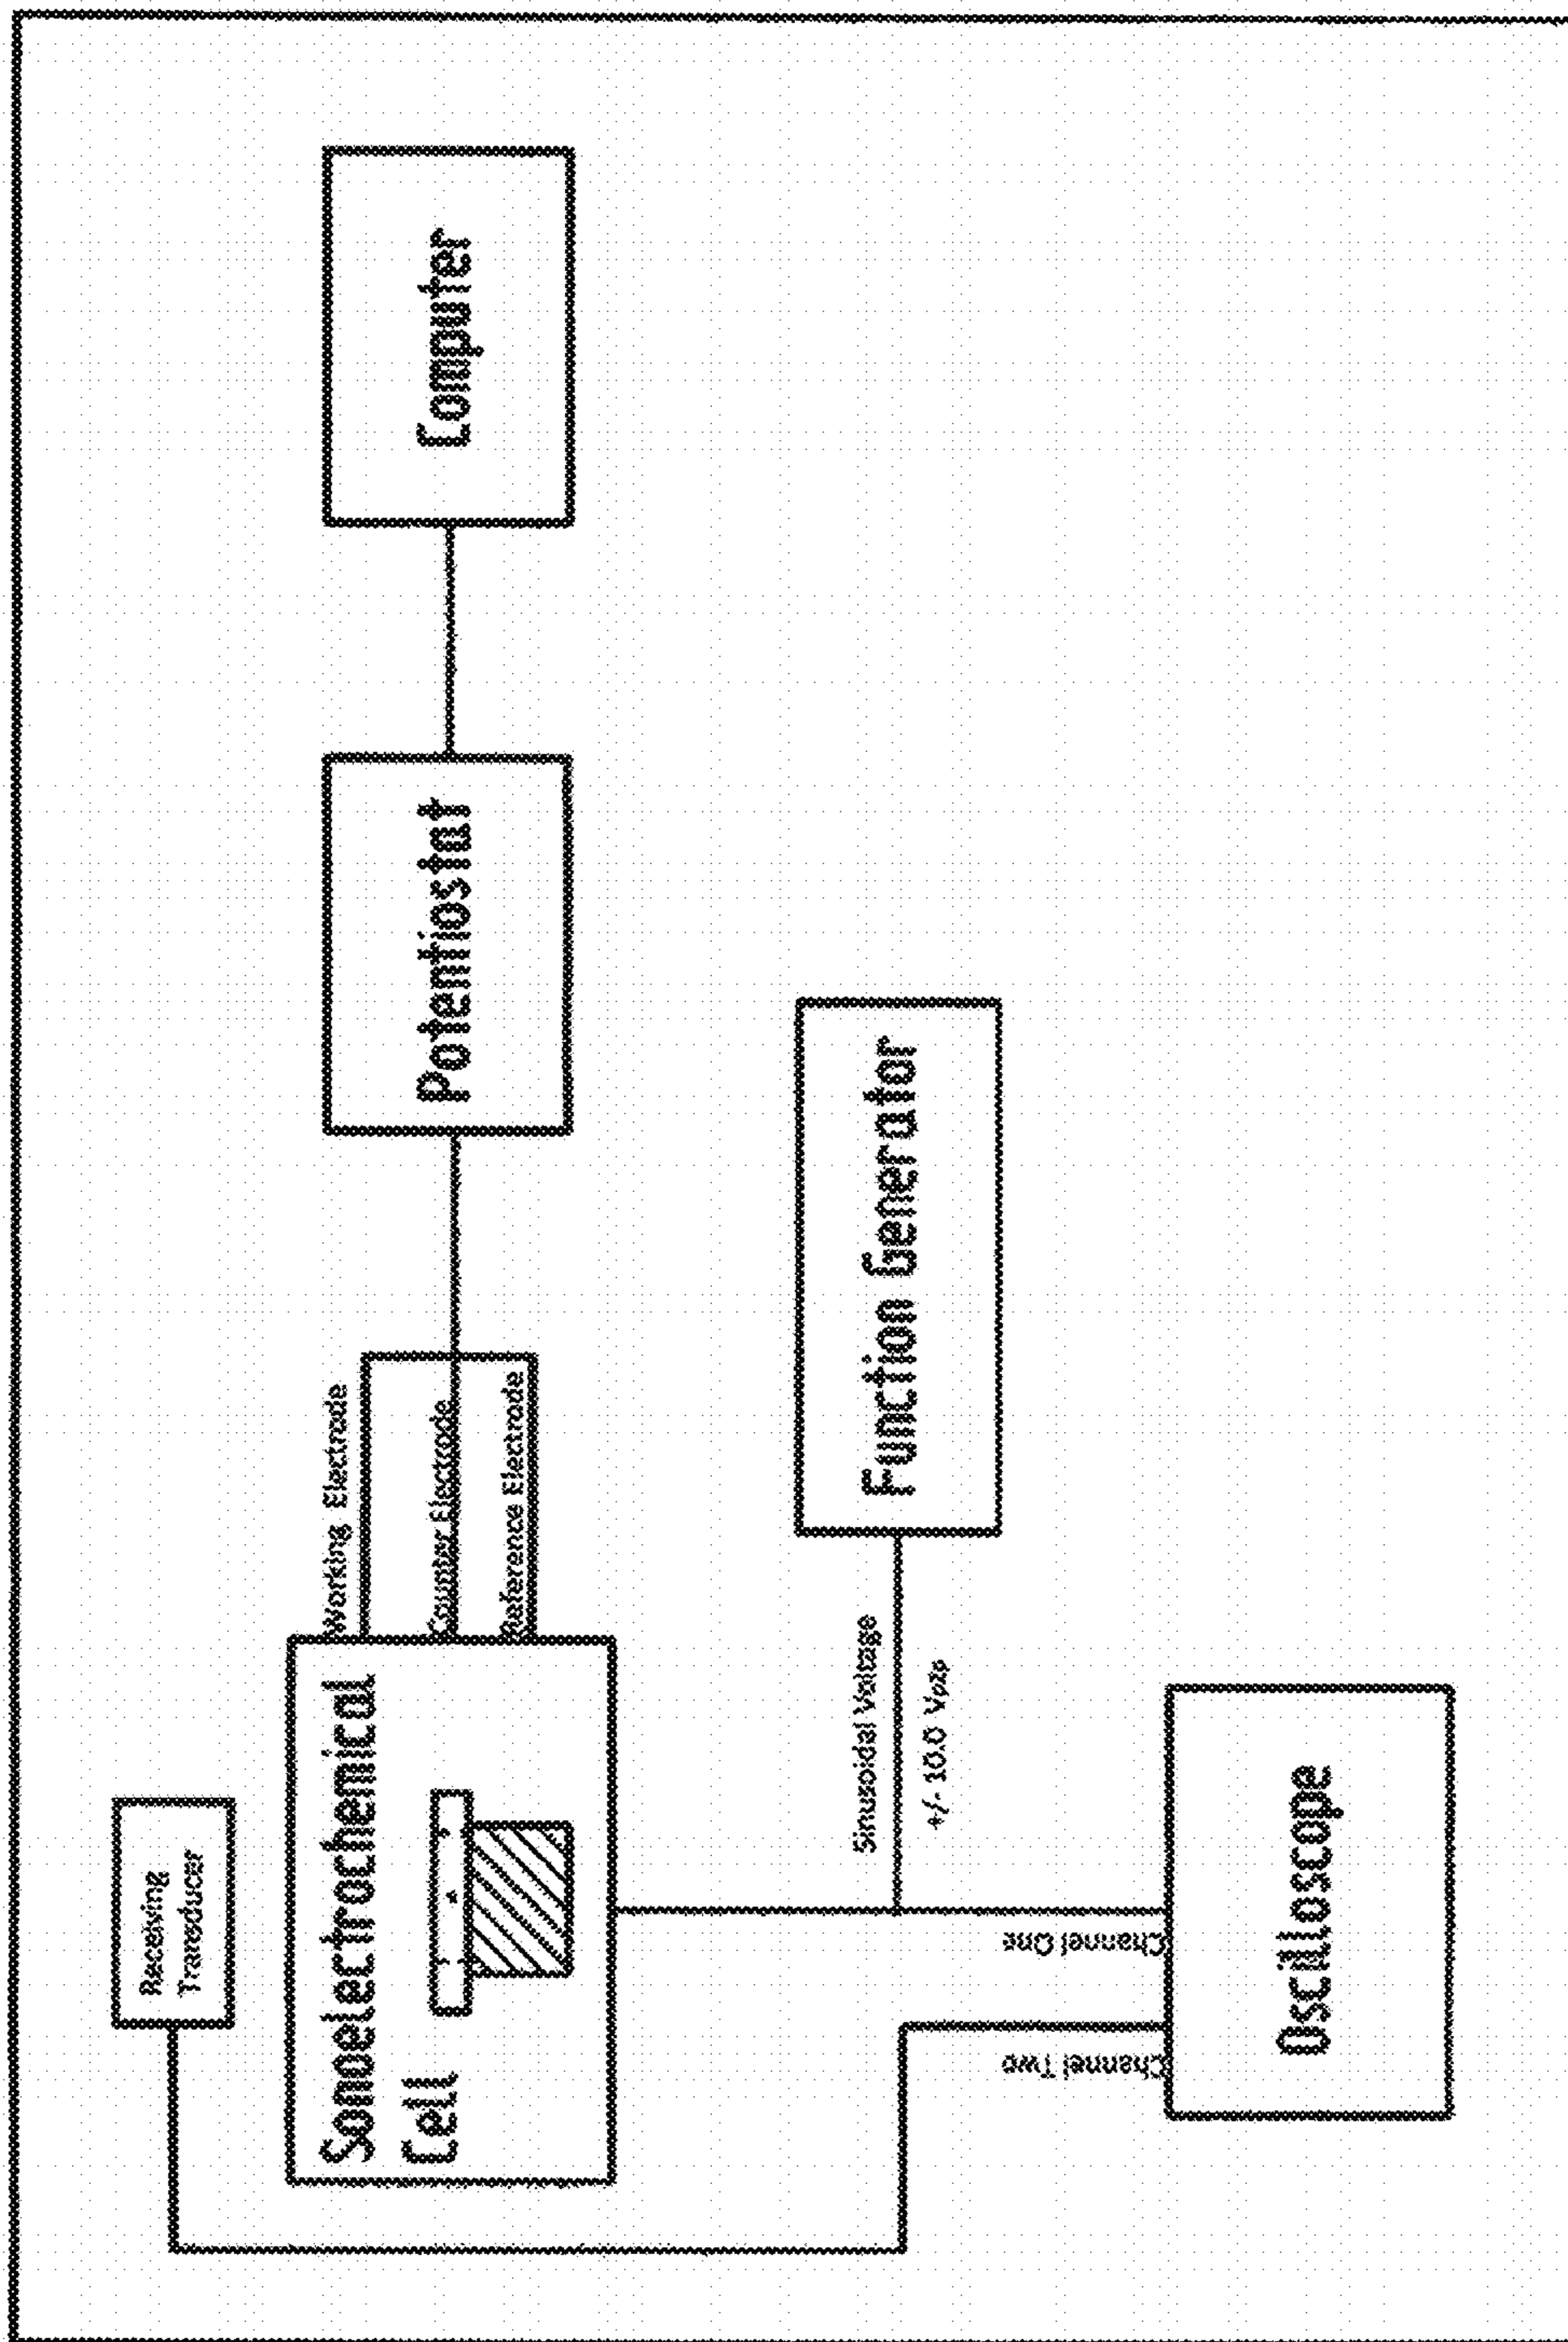 Receiving
Transducer
Sonoelectrochemical
Cell
Working Electrode
Counter Electrode
Reference Electrode
Potentiostat
Computer
Sinusoidal Voltage
+/- 10.0 Vp2p
Function Generator
Channel Two
Channel One
Oscilloscope